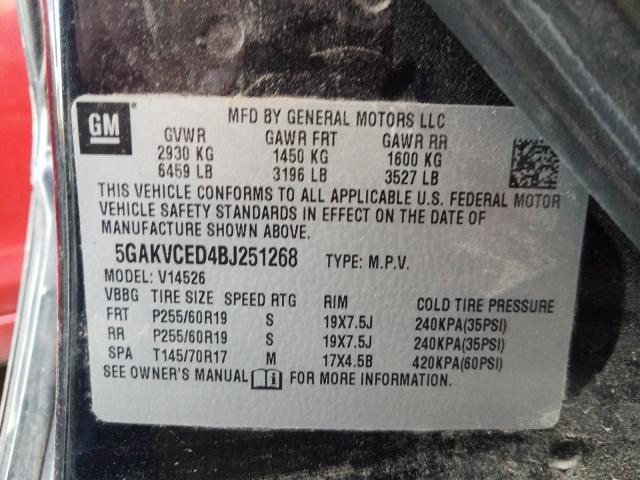 GM
MFD BY GENERAL MOTORS LLC
GVWR GAWR FRT GAWR RR
2930 KG 1450 KG 1600 KG
6459 LB 3196 LB 3527 LB
THIS VEHICLE CONFORMS TO ALL APPLICABLE U.S. FEDERAL MOTOR
VEHICLE SAFETY STANDARDS IN EFFECT ON THE DATE OF
MANUFACTURE SHOWN ABOVE.
5GAKVCED4BJ251268 TYPE: M.P.V.
MODEL: V14526
VBBG TIRE SIZE SPEED RTG RIM COLD TIRE PRESSURE
FRT P255/60R19 S 19X7.5J 240KPA(35PSI)
RR P255/60R19 S 19X7.5J 240KPA(35PSI)
SPA T145/70R17 M 17X4.5B 420KPA(60PSI)
SEE OWNER'S MANUAL FOR MORE INFORMATION.